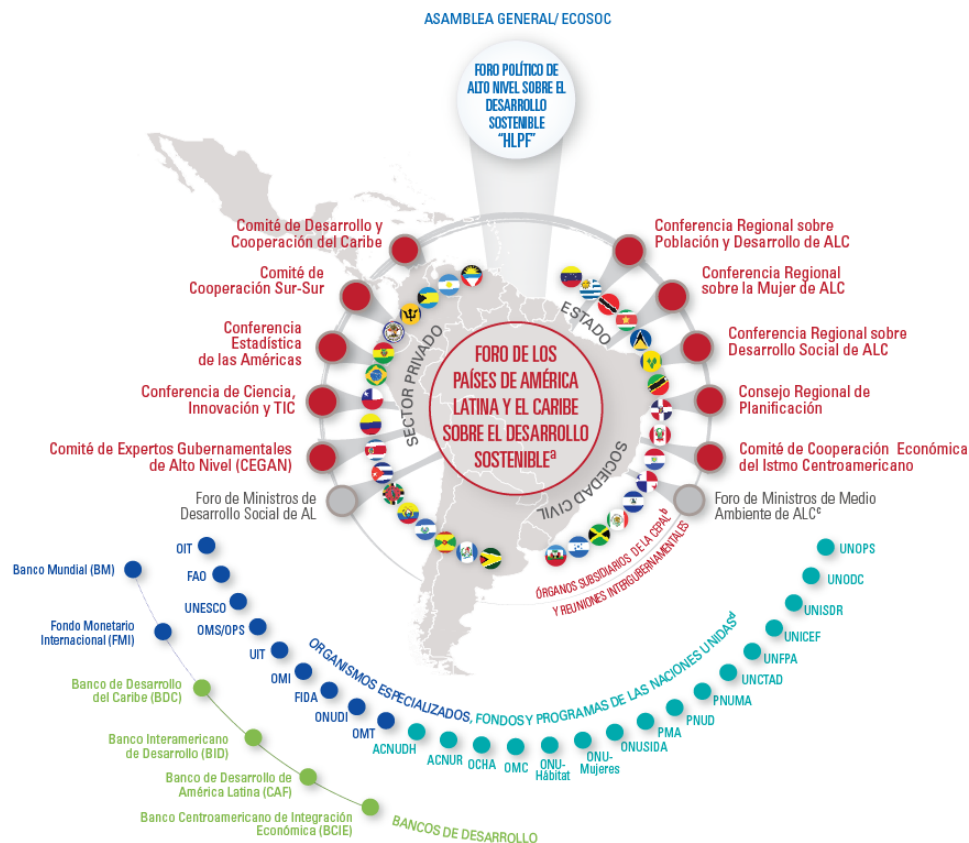 ASAMBLEA GENERAL/ ECOSOC
FORO POLÍTICO DE
ALTO NIVEL SOBRE EL
DESARROLLO
SOSTENIBLE
“HLPF”
Comité de Desarrollo y
Cooperación del Caribe
Comité de
Cooperación Sur-Sur
Conferencia
Estadística
de las Américas
Conferencia de Ciencia,
Innovación y TIC
Comité de Expertos Gubernamentales
de Alto Nivel (CEGAN)
Foro de Ministros de
Desarrollo Social de AL
Conferencia Regional sobre
Población y Desarrollo de ALC
Conferencia Regional
sobre la Mujer de ALC
Conferencia Regional sobre
Desarrollo Social de ALC
Consejo Regional de
Planificación
Comité de Cooperación Económica
del Istmo Centroamericano
Foro de Ministros de Medio
Ambiente de ALCᶜ
SECTOR PRIVADO
ESTADO
SOCIEDAD CIVIL
FORO DE LOS
PAÍSES DE AMÉRICA
LATINA Y EL CARIBE
SOBRE EL DESARROLLO
SOSTENIBLEᵃ
ÓRGANOS SUBSIDIARIOS DE LA CEPALᵇ
Y REUNIONES INTERGUBERNAMENTALES
OIT
FAO
UNESCO
OMS/OPS
UIT
OMI
FIDA
ONUDI
OMT
ACNUDH
ACNUR
OCHA
OMC
ONU-
Hábitat
ONU-
Mujeres
ONUSIDA
PMA
PNUD
PNUMA
UNCTAD
UNFPA
UNICEF
UNISDR
UNODC
UNOPS
ORGANISMOS ESPECIALIZADOS, FONDOS Y PROGRAMAS DE LAS NACIONES UNIDASᵈ
Banco Mundial (BM)
Fondo Monetario
Internacional (FMI)
Banco de Desarrollo
del Caribe (BDC)
Banco Interamericano
de Desarrollo (BID)
Banco de Desarrollo de
América Latina (CAF)
Banco Centroamericano de Integración
Económica (BCIE)
BANCOS DE DESARROLLO